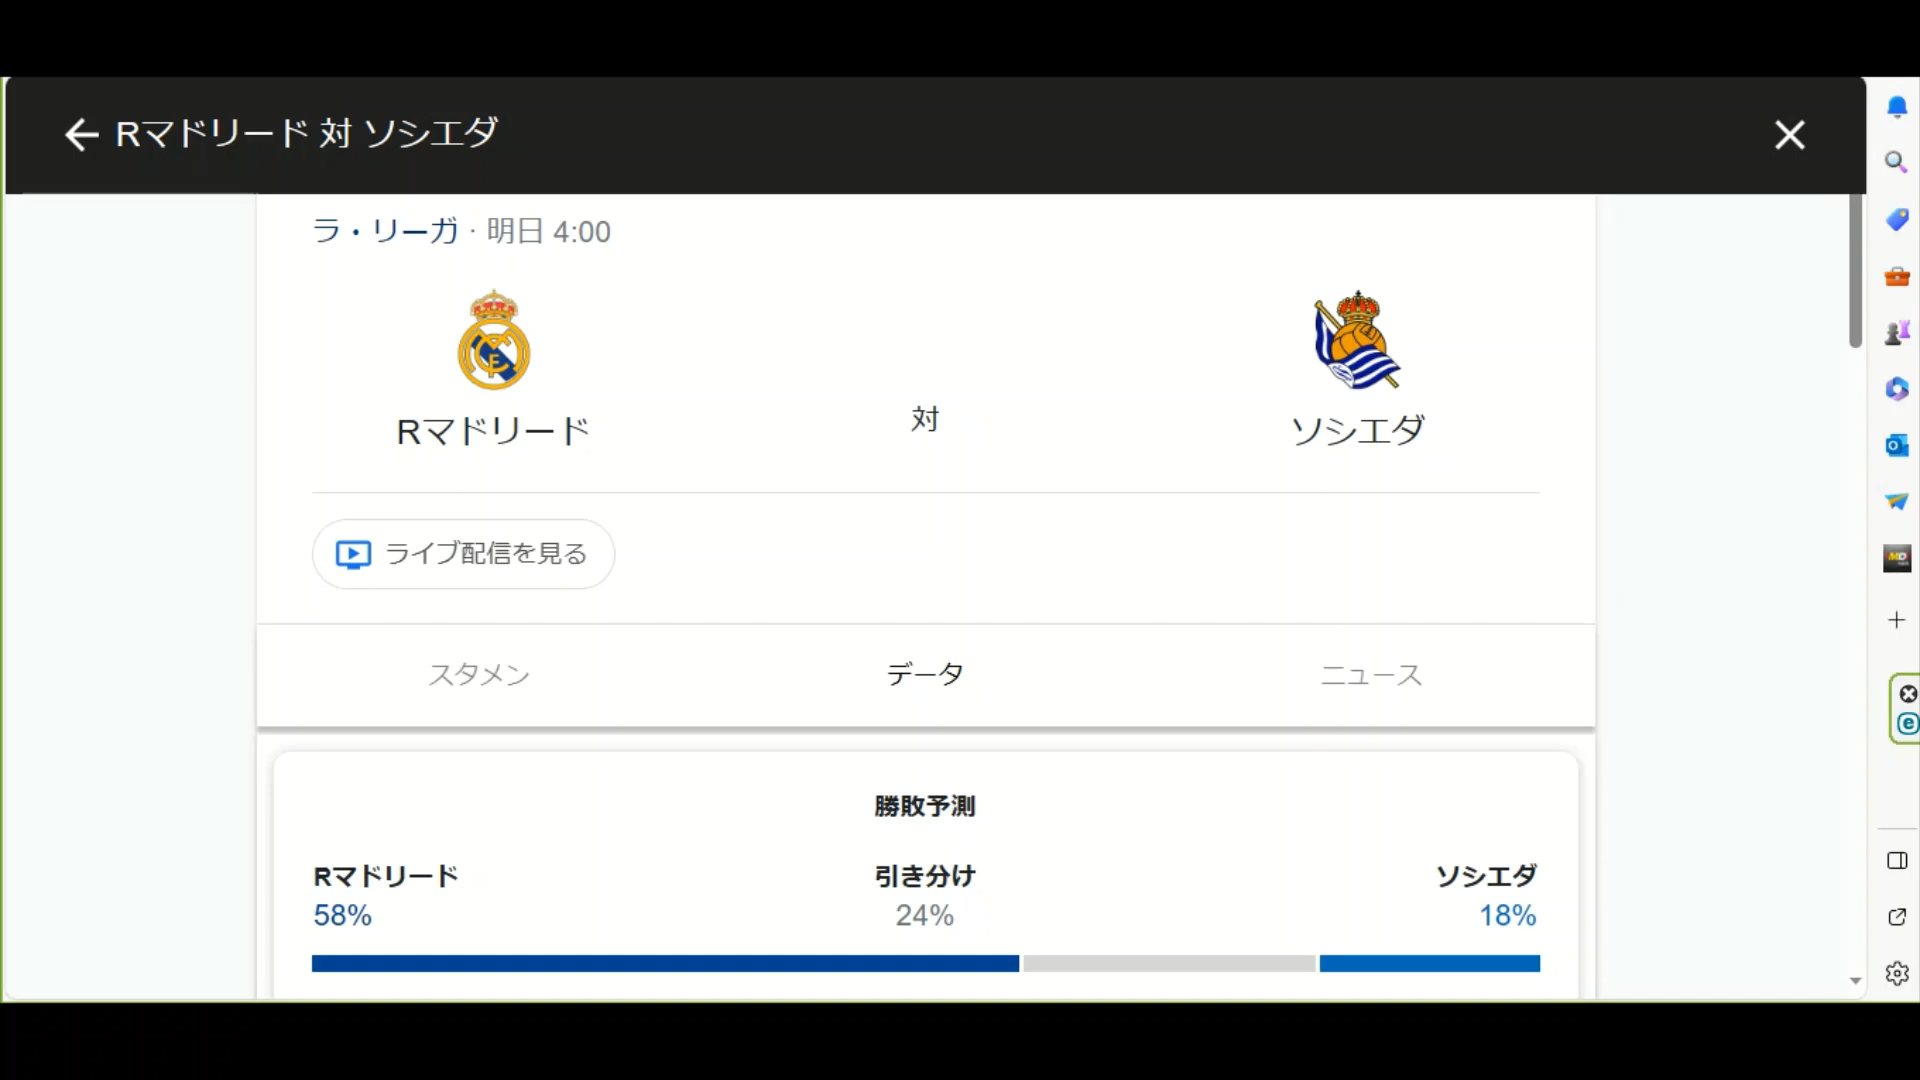 Rマドリード 対 ソシエダ
ラ・リーガ · 明日 4:00
Rマドリード
対
ソシエダ
ライブ配信を見る
スタメン
データ
ニュース
勝敗予測
Rマドリード
引き分け
ソシエダ
58%
24%
18%